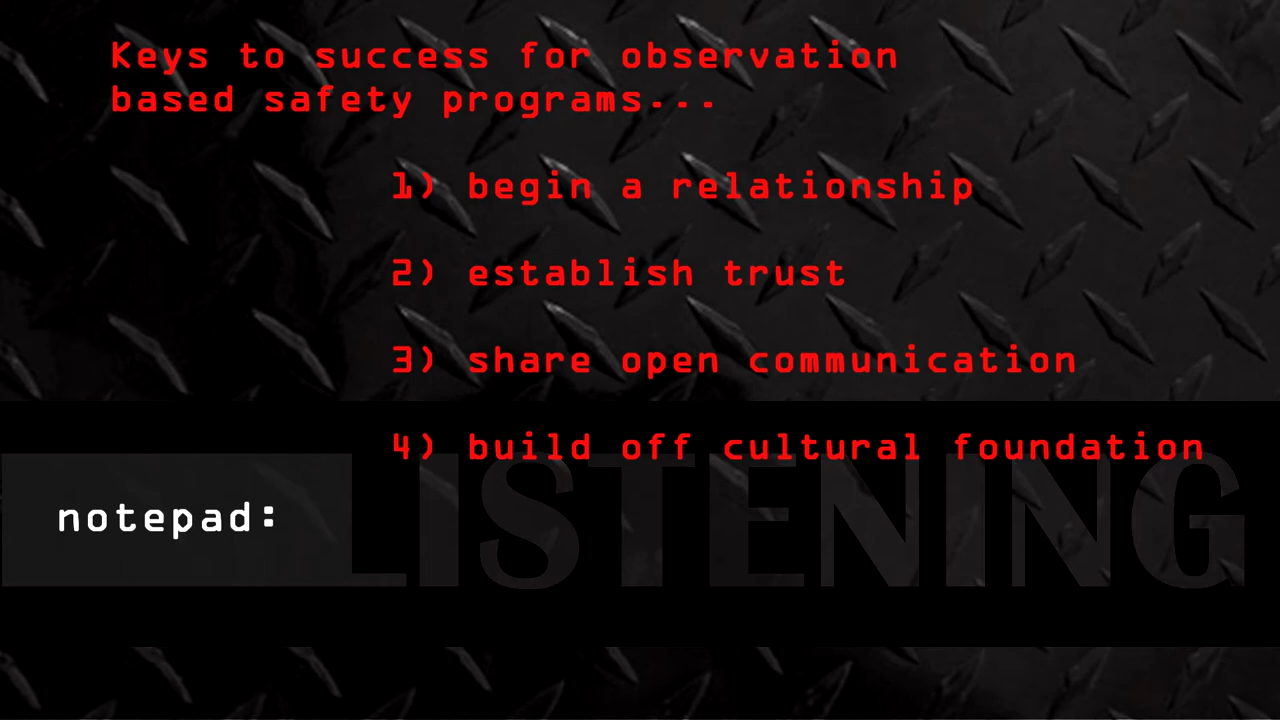 Keys to success for observation
based safety programs...
1) begin a relationship
2) establish trust
3) share open communication
4) build off cultural foundation
notepad:
LISTENING